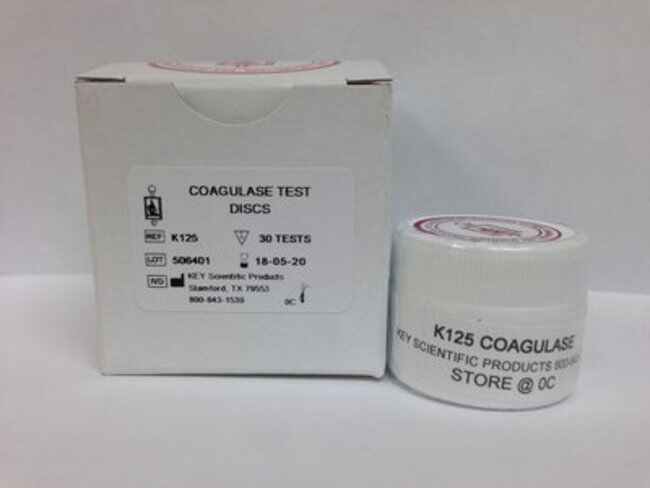 COAGULASE TEST
DISCS
REF K125 30 TESTS
LOT 506401 18-05-20
KEY Scientific Products
Stamford, TX 79553
800-843-1539
0C
K125 COAGULASE
KEY SCIENTIFIC PRODUCTS 800-
STORE @ 0C